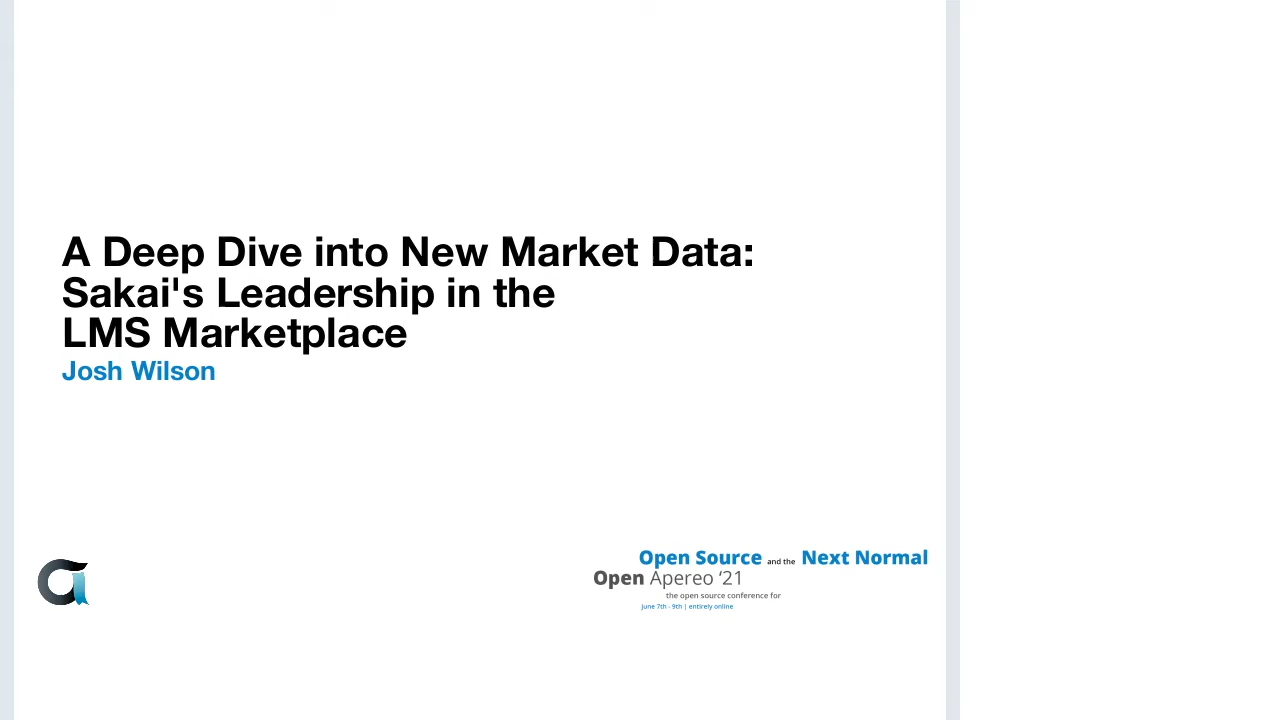 A Deep Dive into New Market Data:
Sakai's Leadership in the
LMS Marketplace
Josh Wilson
Open Source and the Next Normal
Open Apereo ‘21
the open source conference for
June 7th - 9th | entirely online